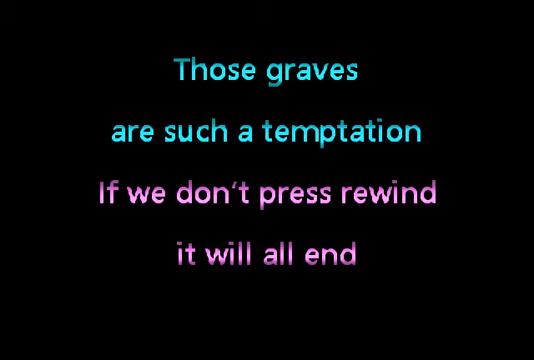 Those graves
are such a temptation
If we don't press rewind
it will all end